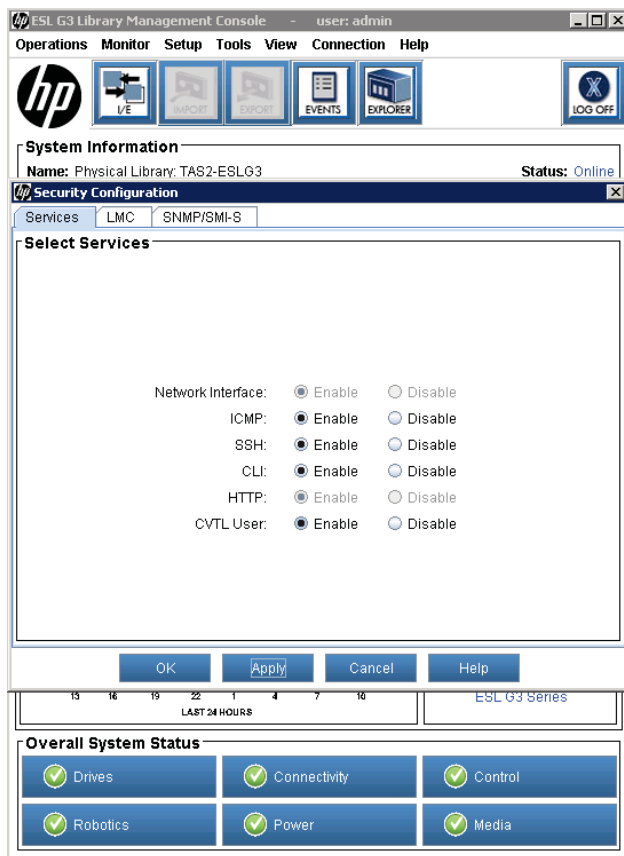 hp ESL G3 Library Management Console - user: admin
Operations Monitor Setup Tools View Connection Help
hp I/E IMPORT EXPORT EVENTS EXPLORER X LOG OFF
System Information
Name: Physical Library: TAS2-ESLG3 Status: Online
hp Security Configuration
Services LMC SNMP/SMI-S
Select Services
Network Interface: Enable Disable
ICMP: Enable Disable
SSH: Enable Disable
CLI: Enable Disable
HTTP: Enable Disable
CVTL User: Enable Disable
OK Apply Cancel Help
13 16 19 22 1 4 7 10 ESL G3 Series
LAST 24 HOURS
Overall System Status
Drives Connectivity Control
Robotics Power Media